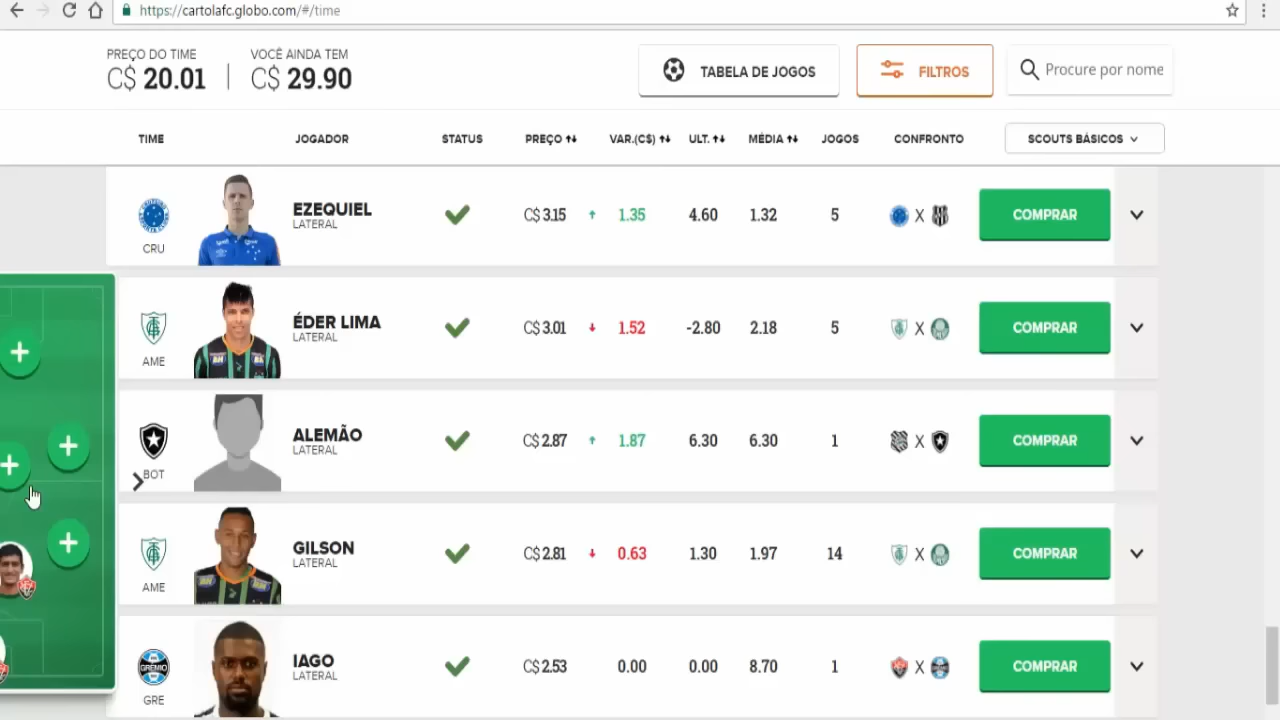 https://cartolafc.globo.com/#/time
PREÇO DO TIME
C$ 20.01
VOCÊ AINDA TEM
C$ 29.90
TABELA DE JOGOS
FILTROS
Procure por nome
TIME JOGADOR STATUS PREÇO VAR.(C$) ULT. MÉDIA JOGOS CONFRONTO SCOUTS BÁSICOS
CRU EZEQUIEL LATERAL C$ 3.15 1.35 4.60 1.32 5 X COMPRAR
AME ÉDER LIMA LATERAL C$ 3.01 1.52 -2.80 2.18 5 X COMPRAR
BOT ALEMÃO LATERAL C$ 2.87 1.87 6.30 6.30 1 X COMPRAR
AME GILSON LATERAL C$ 2.81 0.63 1.30 1.97 14 X COMPRAR
GRE IAGO LATERAL C$ 2.53 0.00 0.00 8.70 1 X COMPRAR